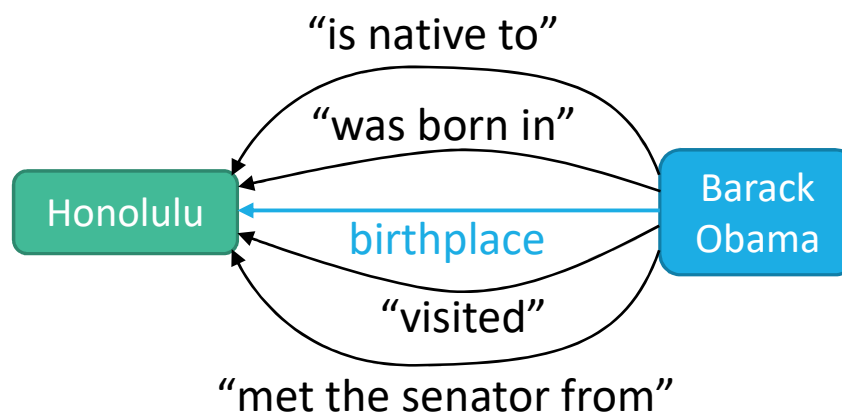 “is native to”
“was born in”
Honolulu
Barack
Obama
birthplace
“visited”
“met the senator from”